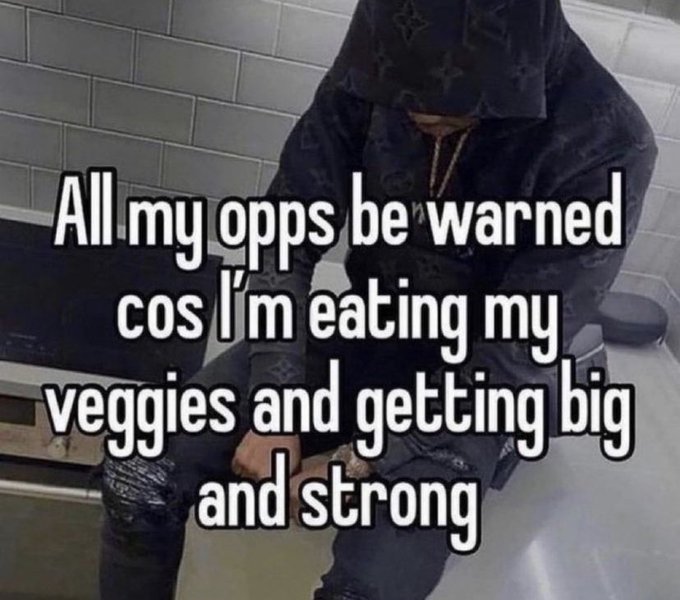 All my opps be warned
cos I'm eating my
veggies and getting big
and strong